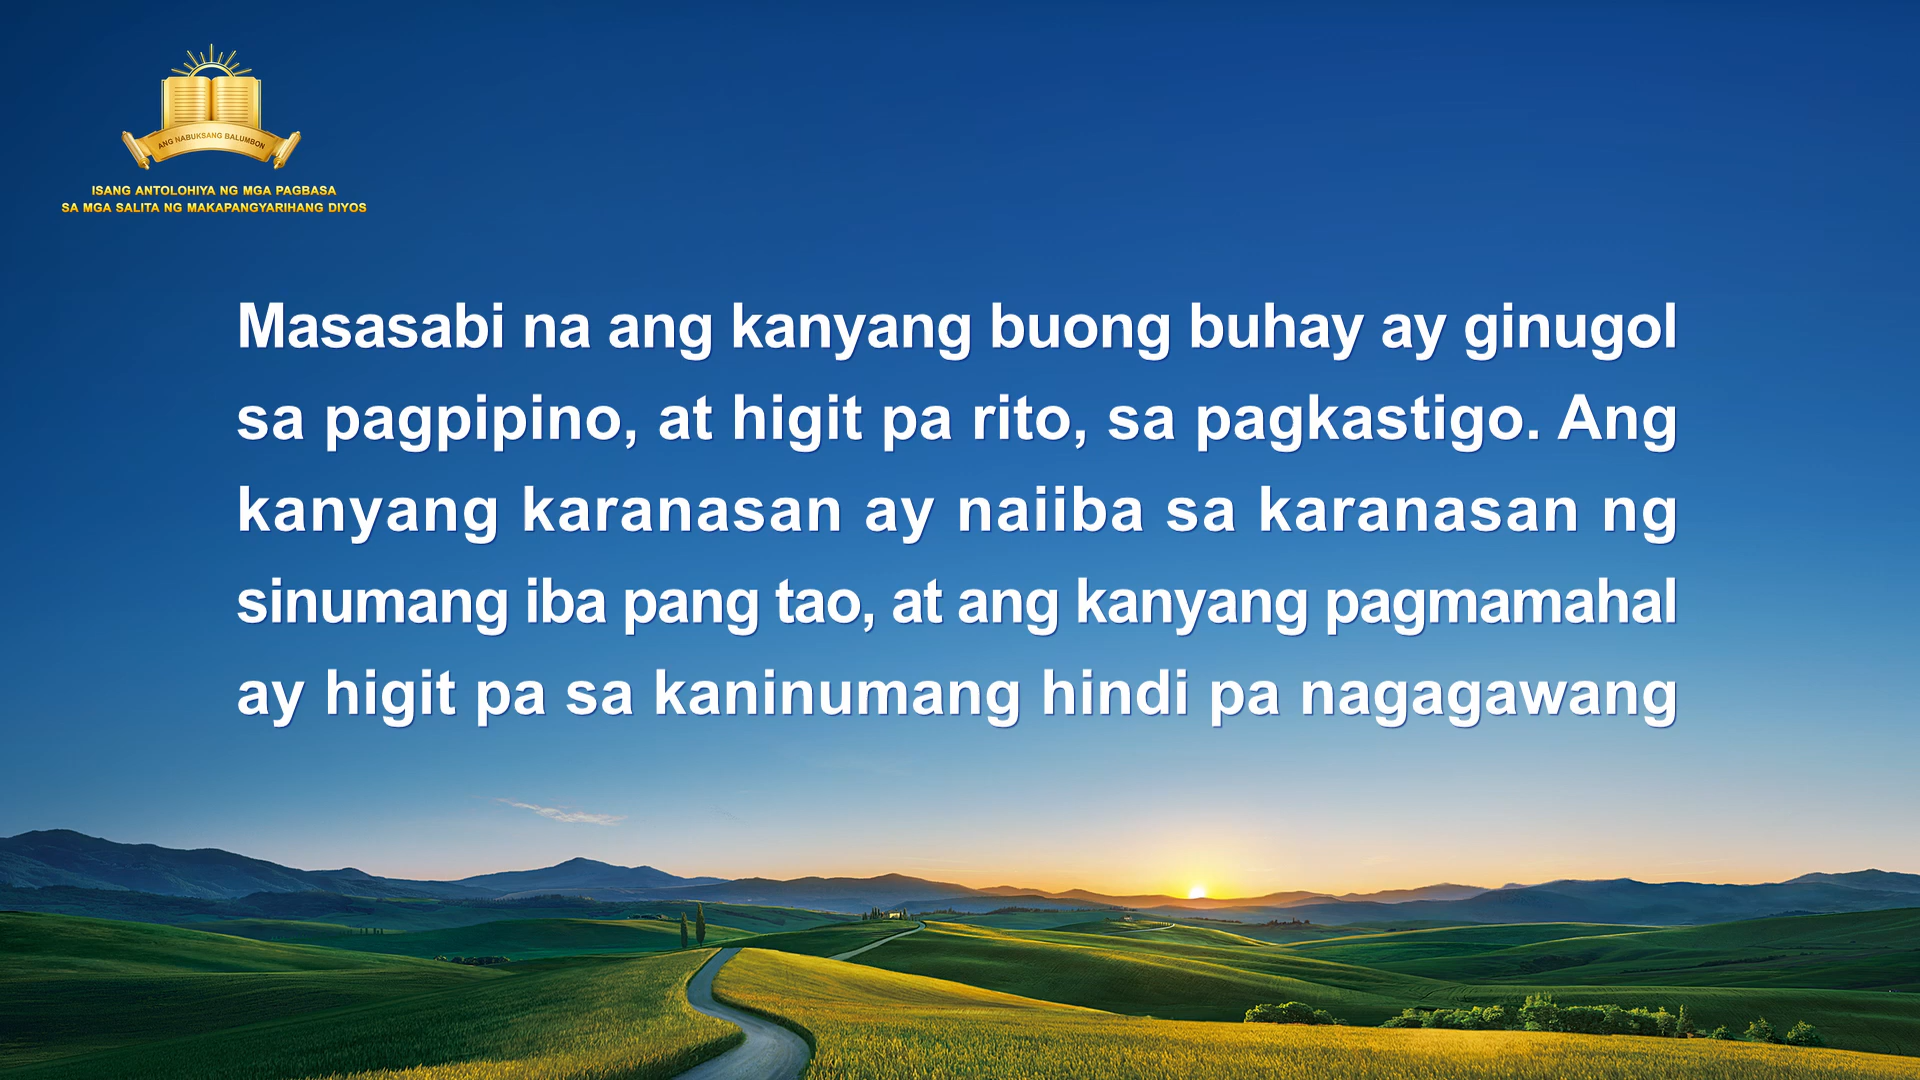 ANG NABUKSANG BALUMBON
ISANG ANTOLOHIYA NG MGA PAGBASA
SA MGA SALITA NG MAKAPANGYARIHANG DIYOS
Masasabi na ang kanyang buong buhay ay ginugol
sa pagpipino, at higit pa rito, sa pagkastigo. Ang
kanyang karanasan ay naiiba sa karanasan ng
sinumang iba pang tao, at ang kanyang pagmamahal
ay higit pa sa kaninumang hindi pa nagagawang